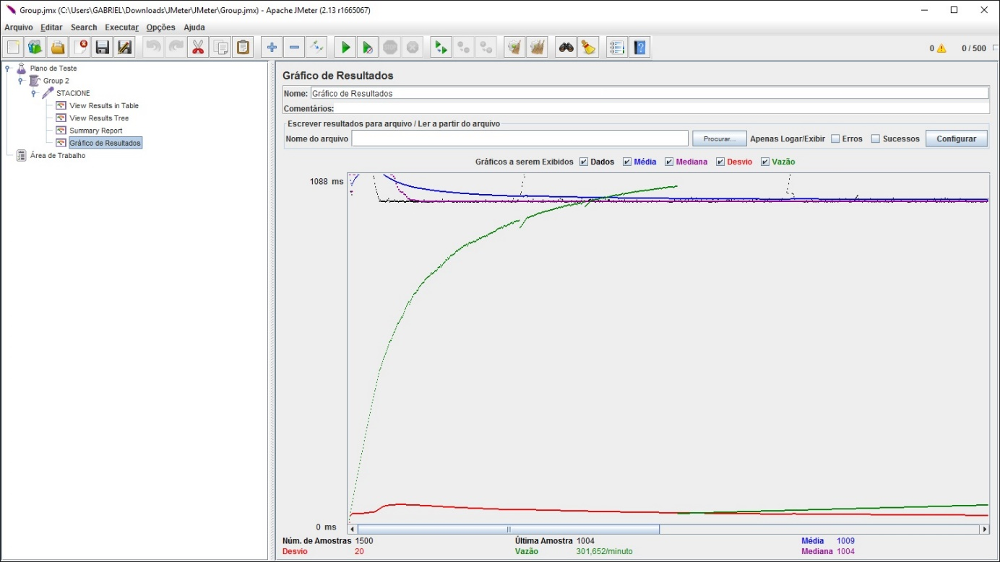 Group.jmx (C:\Users\GABRIEL\Downloads\JMeter\JMeter\Group.jmx) - Apache JMeter (2.13 r1665067)
Arquivo Editar Search Executar Opções Ajuda
0 0 / 500
Plano de Teste
Group 2
STACIONE
View Results in Table
View Results Tree
Summary Report
Gráfico de Resultados
Área de Trabalho
Gráfico de Resultados
Nome: Gráfico de Resultados
Comentários:
Escrever resultados para arquivo / Ler a partir do arquivo
Nome do arquivo Procurar... Apenas Logar/Exibir Erros Sucessos Configurar
Gráficos a serem Exibidos Dados Média Mediana Desvio Vazão
1088 ms
0 ms
Núm. de Amostras 1500 Última Amostra 1004 Média 1009
Desvio 20 Vazão 301,652/minuto Mediana 1004